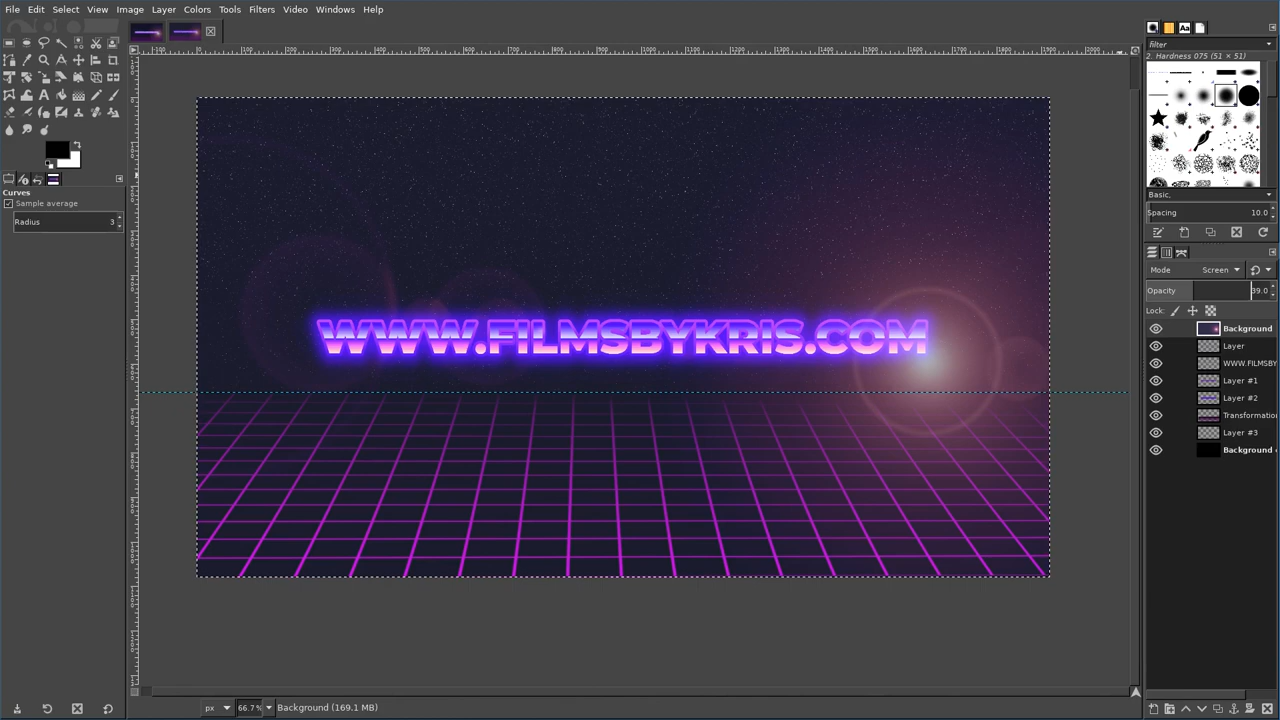 File Edit Select View Image Layer Colors Tools Filters Video Windows Help
filter
2. Hardness 075 (51 × 51)
Curves
Sample average
Radius 3
Basic,
Spacing 10.0
Mode Screen
Opacity 39.0
Lock:
Background
Layer
WWW.FILMSBY
Layer #1
Layer #2
Transformatio
Layer #3
Background
WWW.FILMSBYKRIS.COM
px 66.7% Background (169.1 MB)